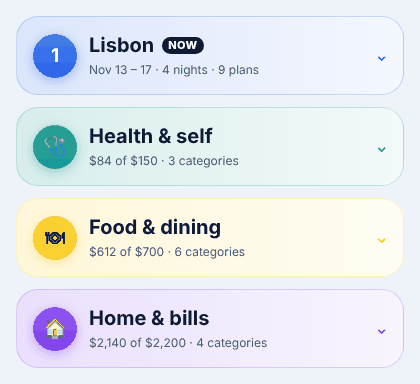 1
Lisbon NOW
Nov 13 – 17 · 4 nights · 9 plans
Health & self
$84 of $150 · 3 categories
Food & dining
$612 of $700 · 6 categories
Home & bills
$2,140 of $2,200 · 4 categories